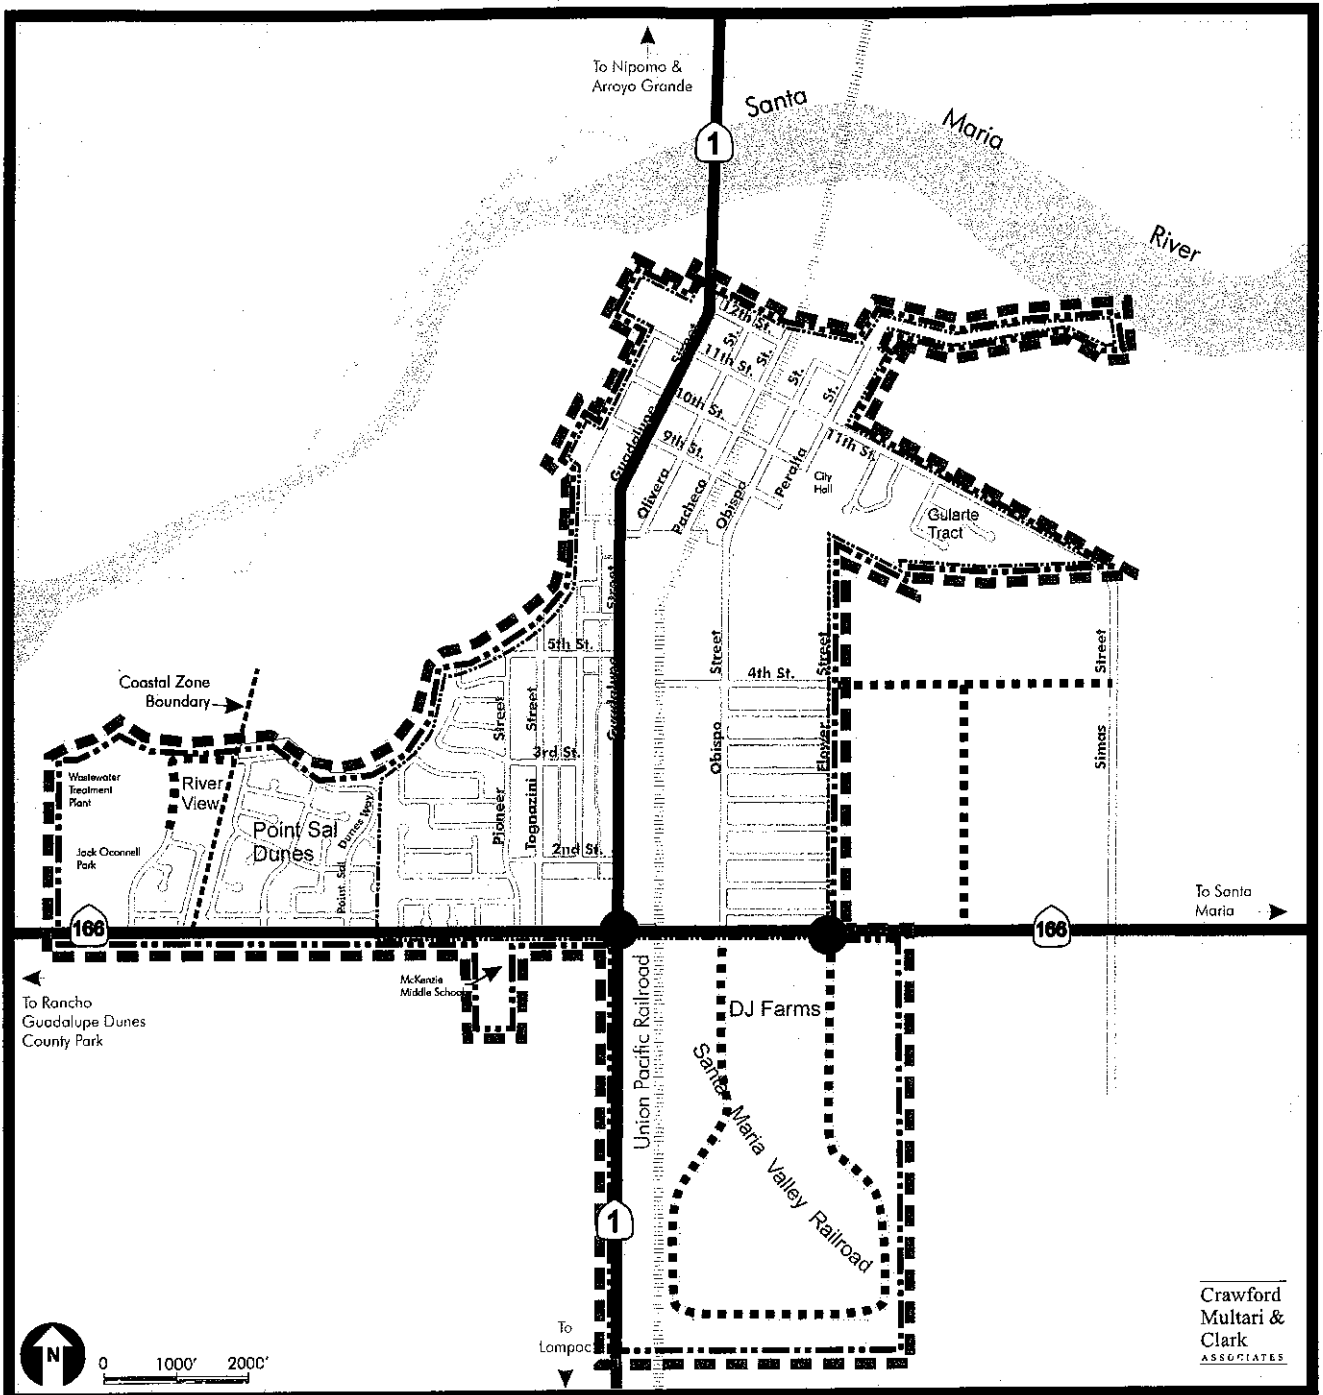 To Nipomo &
Arroyo Grande
Santa
Maria
River
1
12th St.
Street
St.
St.
11th St.
St.
St.
10th St.
9th St.
11th St.
Guadalupe
Olivera
Pacheco
Obispo
Peralta
City
Hall
Gularte
Tract
Street
5th St.
Guadalupe
Street
4th St.
Street
Street
Coastal Zone
Boundary
Street
Street
3rd St.
Obispo
Flower
Simas
Wastewater
Treatment
Plant
River
View
Point Sal
Dunes
Point Sal Dunes Way
Pioneer
Tognazini
2nd St.
Jack Oconnell
Park
166
166
To Santa
Maria
McKenzie
Middle School
To Rancho
Guadalupe Dunes
County Park
Union Pacific Railroad
DJ Farms
Santa Maria Valley Railroad
1
To
Lompoc
N
0 1000' 2000'
Crawford
Multari &
Clark
ASSOCIATES